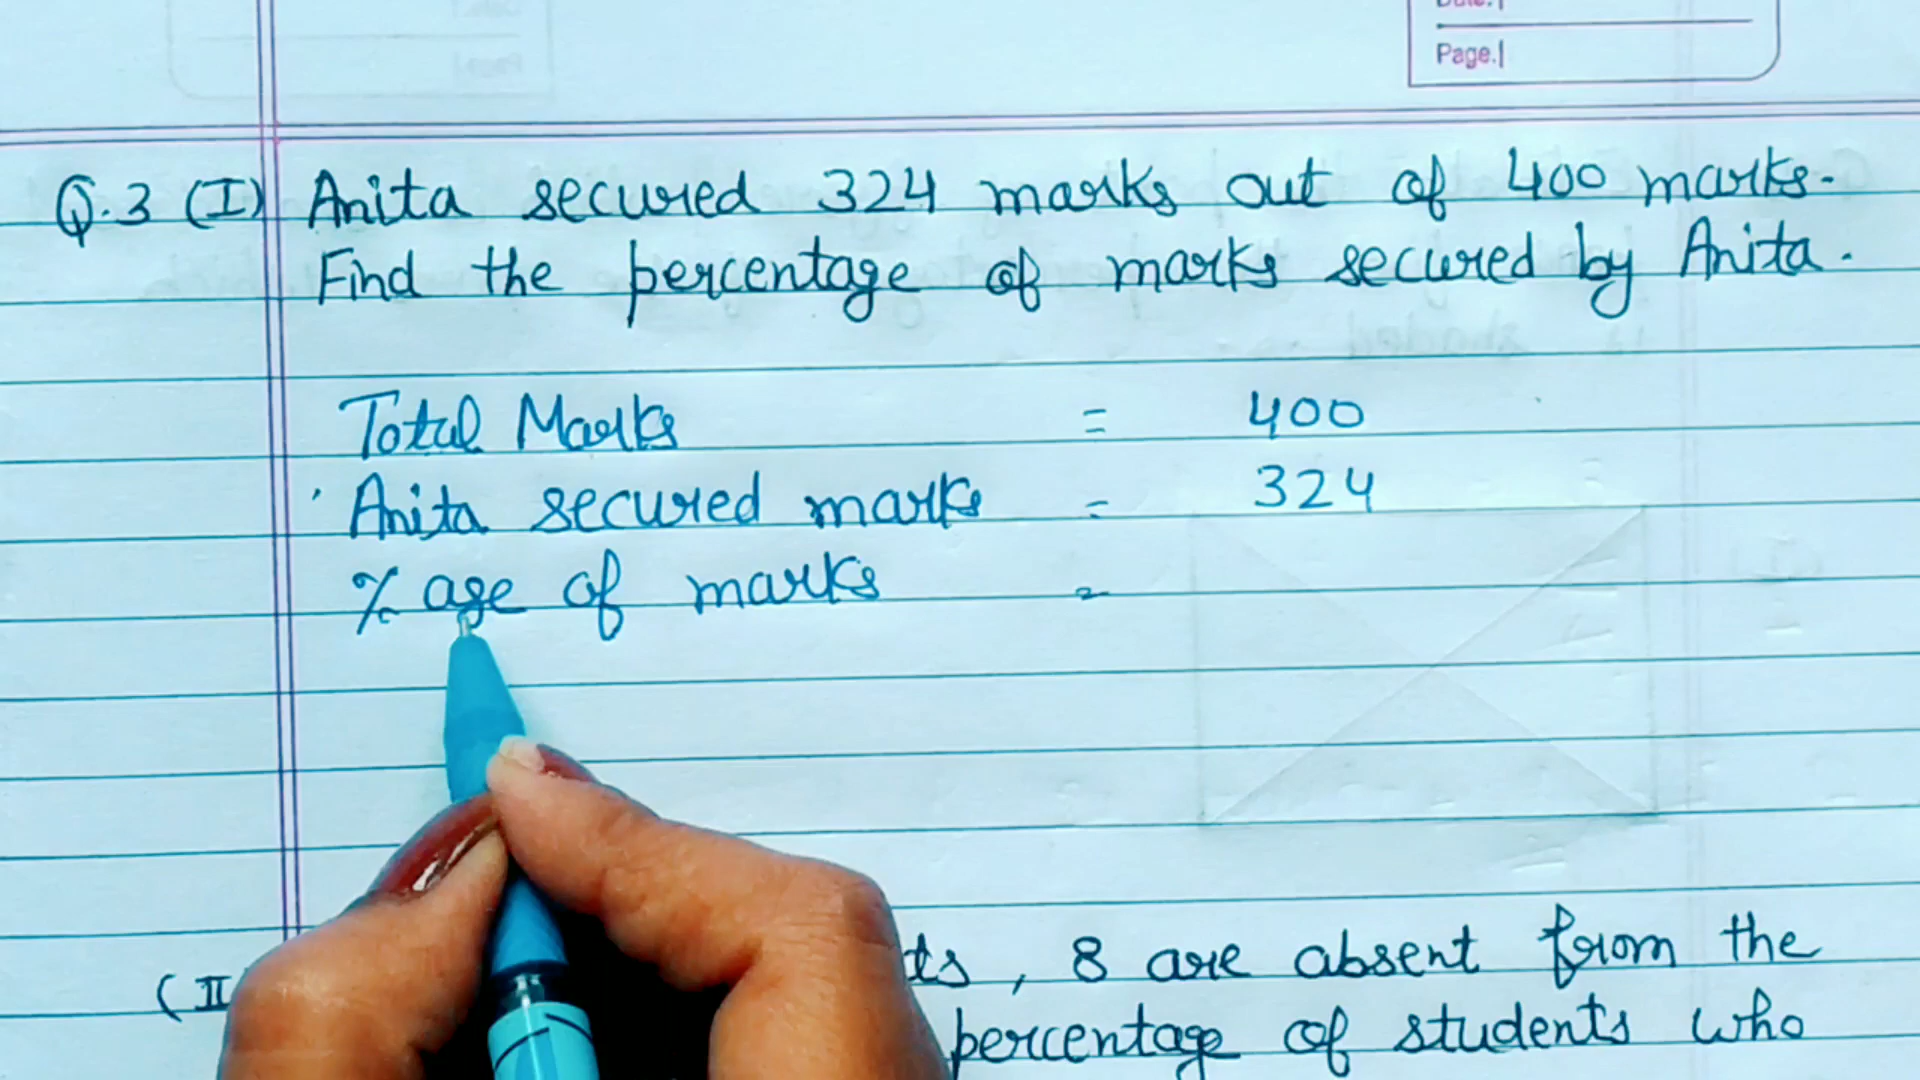 Date.
Page.
Q.3 (I) Anita secured 324 marks out of 400 marks.
Find the percentage of marks secured by Anita.
Total Marks = 400
Anita secured marks = 324
% age of marks =
(II ts, 8 are absent from the
percentage of students who